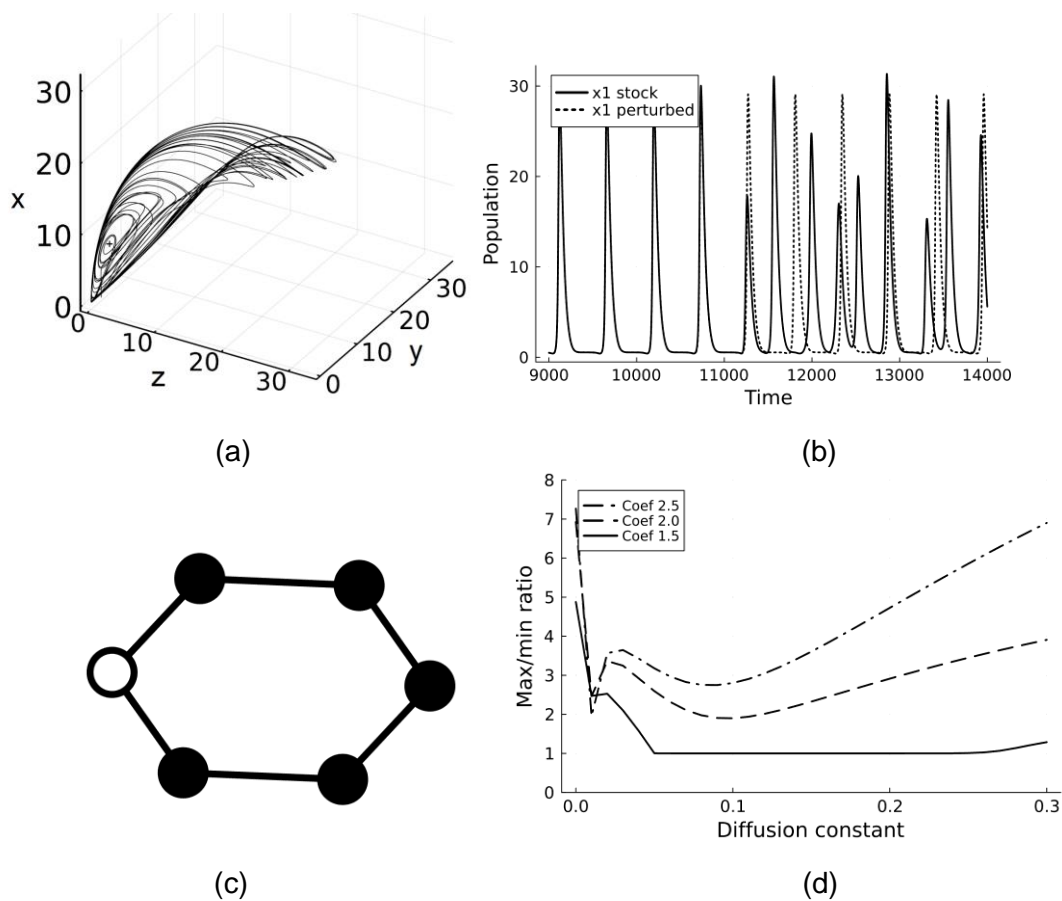 30
20
x
10
0
0
10
z
20
30
0
10
y
20
30
(a)
x1 stock
x1 perturbed
Population
30
20
10
0
9000 10000 11000 12000 13000 14000
Time
(b)
(c)
Coef 2.5
Coef 2.0
Coef 1.5
Max/min ratio
8
7
6
5
4
3
2
1
0
0.0 0.1 0.2 0.3
Diffusion constant
(d)